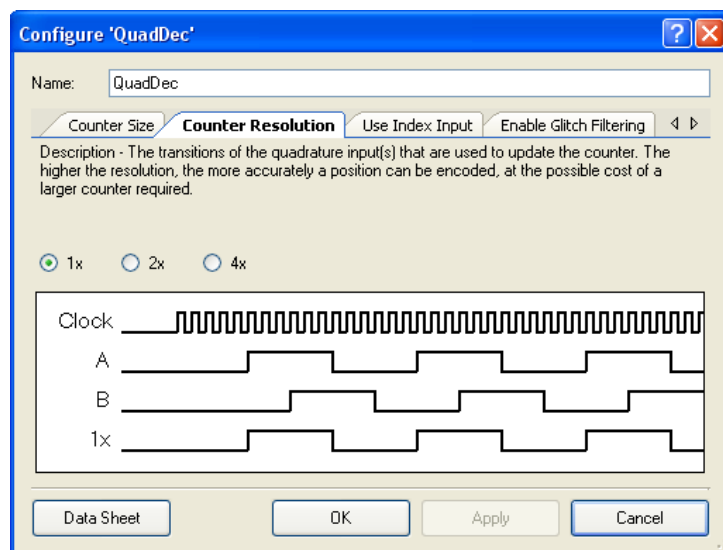 Configure 'QuadDec'
Name: QuadDec
Counter Size Counter Resolution Use Index Input Enable Glitch Filtering
Description - The transitions of the quadrature input(s) that are used to update the counter. The
higher the resolution, the more accurately a position can be encoded, at the possible cost of a
larger counter required.
1x 2x 4x
Clock
A
B
1x
Data Sheet OK Apply Cancel